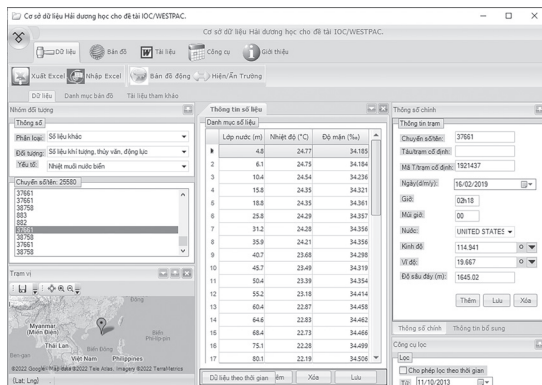 Cơ sở dữ liệu Hải dương học cho đề tài IOC/WESTPAC.
Cơ sở dữ liệu Hải dương học cho đề tài IOC/WESTPAC.
Dữ liệu Bản đồ Tài liệu Công cụ Giới thiệu
Xuất Excel Nhập Excel Bản đồ động Hiện/Ẩn Trường
Dữ liệu Danh mục bản đồ Tài liệu tham khảo
Nhóm đối tượng
Thông số
Phân loại: Số liệu khác
Đối tượng: Số liệu khí tượng, thủy văn, động lực
Yếu tố: Nhiệt muối nước biển
Chuyến số/tên: 25580
37661
37661
38758
883
882
37661
38758
37661
38758
Trạm vị
Đông
Myanmar
(Miến Điện)
Thái Lan
Biển Đông
Biển
Phi-líp-pin
Việt Nam
Philippines
(Lat; Lng)
Thông tin số liệu
Danh mục số liệu
Lớp nước (m) Nhiệt độ (°C) Độ mặn (‰)
4.8 24.77 34.185
2 6.1 24.75 34.184
3 10.4 24.54 34.236
4 15.8 24.35 34.321
5 18.8 24.35 34.361
6 25.8 24.29 34.357
7 31.2 24.28 34.356
8 35.9 24.21 34.356
9 40.7 23.68 34.298
10 45.7 23.49 34.319
11 50.4 23.39 34.354
12 55.2 23.18 34.414
13 60.4 22.87 34.458
14 64.6 22.83 34.462
15 68.4 22.73 34.466
16 75.1 22.28 34.499
17 80.1 22.19 34.506
Dữ liệu theo thời gian êm Xóa Lưu
Thông số chính
Thông tin trạm
Chuyến số/tên: 37661
Tàu/trạm cố định:
Mã T/trạm cố định: 1921437
Ngày(d/m/y): 16/02/2019
Giờ: 02h18
Múi giờ: 00
Nước: UNITED STATES
Kinh độ 114.941
Vĩ độ: 19.667
Độ sâu đáy (m): 1645.02
Thêm Lưu Xóa
Thông số chính Thông tin bổ sung
Công cụ lọc
Lọc
Cho phép lọc theo thời gian
Từ: 11/10/2013